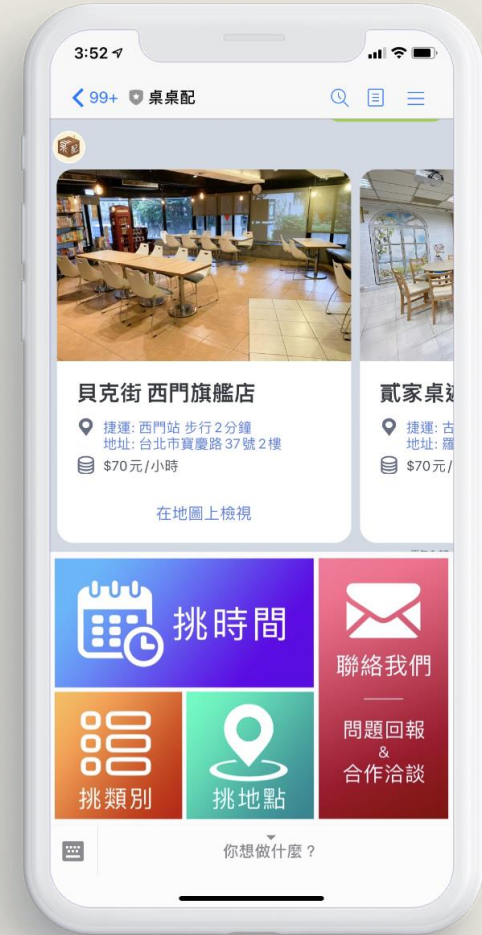 3:52
99+ 桌桌配
貝克街 西門旗艦店
捷運: 西門站 步行2分鐘
地址: 台北市寶慶路37號2樓
$70元/小時
在地圖上檢視
貳家桌
捷運: 古
地址: 羅
$70元/
挑時間
聯絡我們
問題回報
&
合作洽談
挑類別
挑地點
你想做什麼？